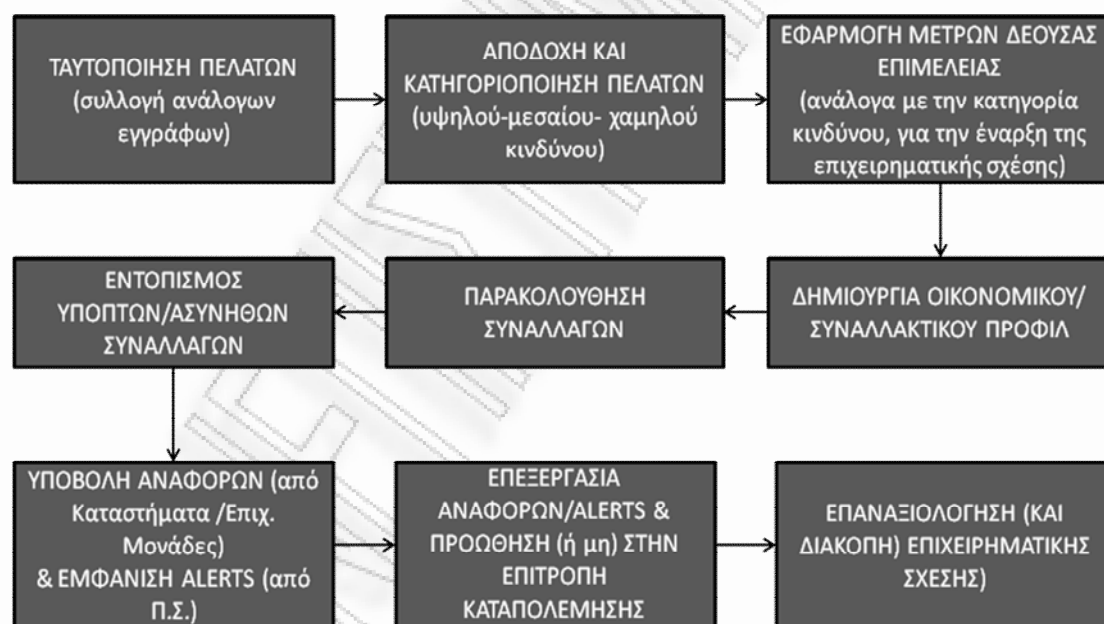 ΤΑΥΤΟΠΟΙΗΣΗ ΠΕΛΑΤΩΝ
(συλλογή ανάλογων
εγγράφων)
ΑΠΟΔΟΧΗ ΚΑΙ
ΚΑΤΗΓΟΡΙΟΠΟΙΗΣΗ ΠΕΛΑΤΩΝ
(υψηλού-μεσαίου- χαμηλού
κινδύνου)
ΕΦΑΡΜΟΓΗ ΜΕΤΡΩΝ ΔΕΟΥΣΑΣ
ΕΠΙΜΕΛΕΙΑΣ
(ανάλογα με την κατηγορία
κινδύνου, για την έναρξη της
επιχειρηματικής σχέσης)
ΔΗΜΙΟΥΡΓΙΑ ΟΙΚΟΝΟΜΙΚΟΥ/
ΣΥΝΑΛΛΑΚΤΙΚΟΥ ΠΡΟΦΙΛ
ΠΑΡΑΚΟΛΟΥΘΗΣΗ
ΣΥΝΑΛΛΑΓΩΝ
ΕΝΤΟΠΙΣΜΟΣ
ΥΠΟΠΤΩΝ/ΑΣΥΝΗΘΩΝ
ΣΥΝΑΛΛΑΓΩΝ
ΥΠΟΒΟΛΗ ΑΝΑΦΟΡΩΝ (από
Καταστήματα /Επιχ.
Μονάδες)
& ΕΜΦΑΝΙΣΗ ALERTS (από
Π.Σ.)
ΕΠΕΞΕΡΓΑΣΙΑ
ΑΝΑΦΟΡΩΝ/ALERTS &
ΠΡΟΩΘΗΣΗ (ή μη) ΣΤΗΝ
ΕΠΙΤΡΟΠΗ
ΚΑΤΑΠΟΛΕΜΗΣΗΣ
ΕΠΑΝΑΞΙΟΛΟΓΗΣΗ (ΚΑΙ
ΔΙΑΚΟΠΗ) ΕΠΙΧΕΙΡΗΜΑΤΙΚΗΣ
ΣΧΕΣΗΣ)